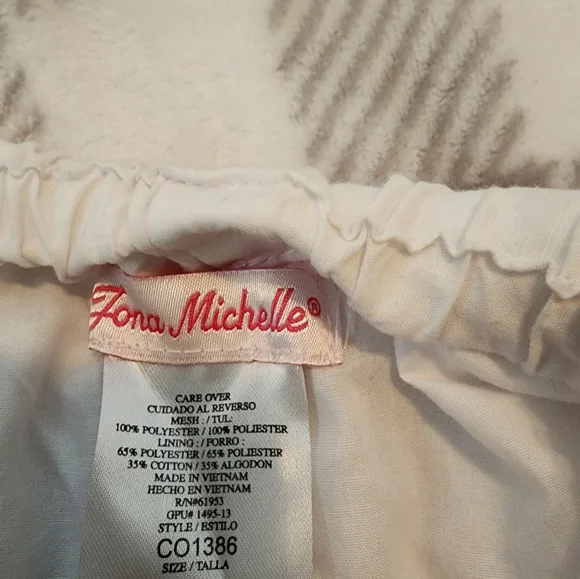 Zona Michelle®
CARE OVER
CUIDADO AL REVERSO
MESH : / TUL:
100% POLYESTER / 100% POLIESTER
LINING : / FORRO :
65% POLYESTER / 65% POLIESTER
35% COTTON / 35% ALGODON
MADE IN VIETNAM
HECHO EN VIETNAM
R/N#61953
GPU# 1495-13
STYLE / ESTILO
CO1386
SIZE / TALLA